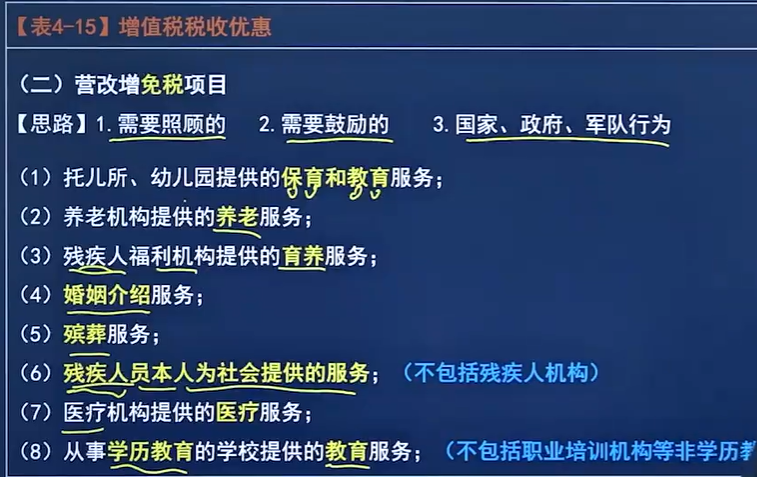 【表4-15】增值税税收优惠
（二）营改增免税项目
【思路】1.需要照顾的 2.需要鼓励的 3.国家、政府、军队行为
（1）托儿所、幼儿园提供的保育和教育服务；
（2）养老机构提供的养老服务；
（3）残疾人福利机构提供的育养服务；
（4）婚姻介绍服务；
（5）殡葬服务；
（6）残疾人员本人为社会提供的服务；（不包括残疾人机构）
（7）医疗机构提供的医疗服务；
（8）从事学历教育的学校提供的教育服务；（不包括职业培训机构等非学历教